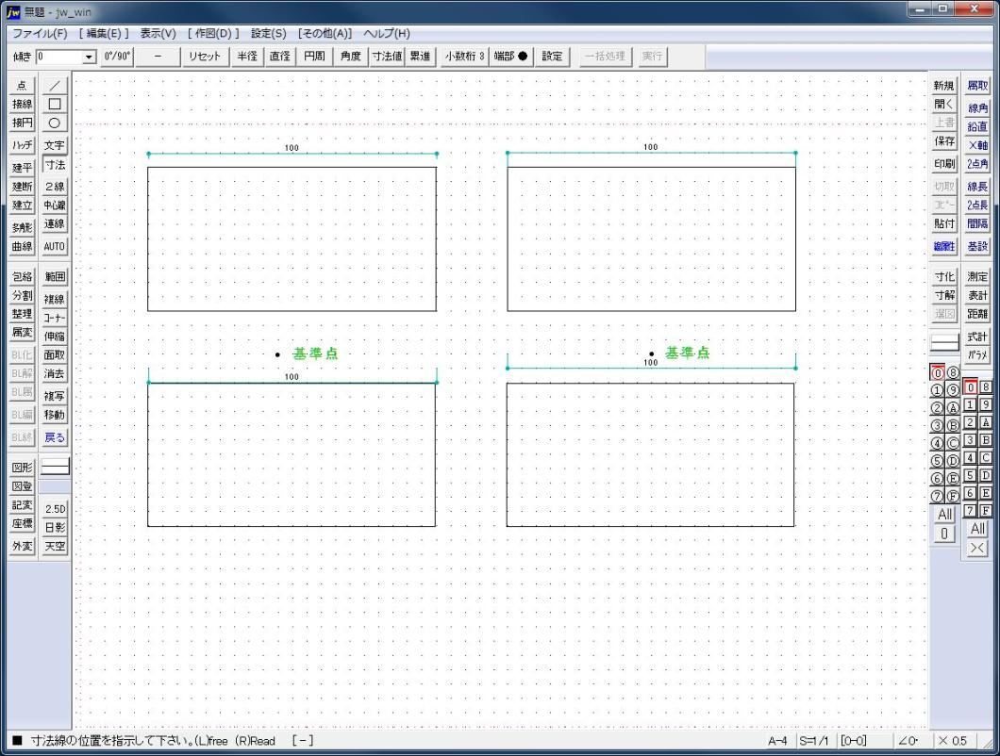 無題 - jw_win
ファイル(F) [編集(E)] 表示(V) [作図(D)] 設定(S) [その他(A)] ヘルプ(H)
傾き 0 0°/90° － リセット 半径 直径 円周 角度 寸法値 累進 小数桁 3 端部 ● 設定 一括処理 実行
点 ／
接線 □
接円 ○
ハッチ 文字
建平 寸法
建断 2線
建立 中心線
多角形 連線
曲線 AUTO
包絡 範囲
分割 複線
整理 コーナー
属変 伸縮
BL化 面取
BL解 消去
BL属 複写
BL編 移動
BL終 戻る
図形
図登
記変 2.5D
座標 日影
外変 天空
100 100
基準点 基準点
100 100
新規 属取
開く 線角
上書 鉛直
保存 X軸
印刷 2点角
切取 線長
コピー 2点長
貼付 間隔
線属性 基設
寸化 測定
寸解 表計
選図 距離
式計
パラメ
0 8 0 8
1 9 1 9
2 A 2 A
3 B 3 B
4 C 4 C
5 D 5 D
6 E 6 E
7 F 7 F
All All
0 ×
■ 寸法線の位置を指示して下さい。(L)free (R)Read [-]
A-4 S=1/1 [0-0] ∠0 × 0.5